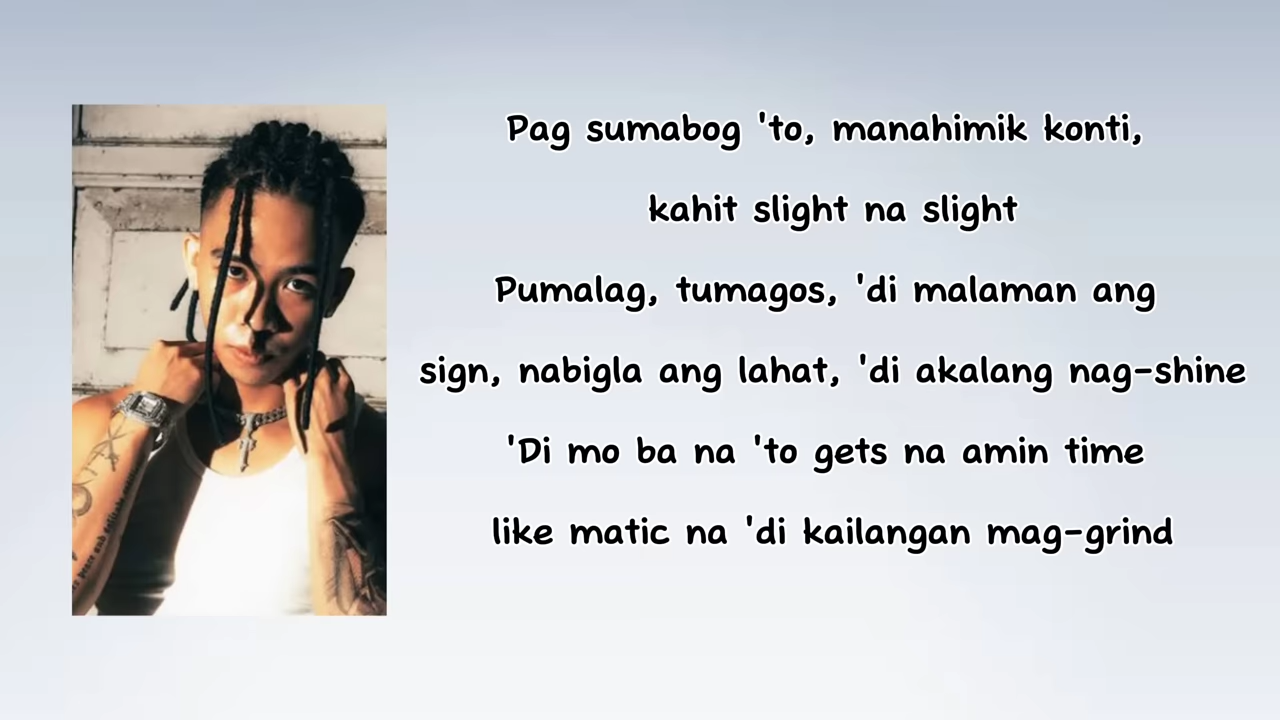 Pag sumabog 'to, manahimik konti,
kahit slight na slight
Pumalag, tumagos, 'di malaman ang
sign, nabigla ang lahat, 'di akalang nag-shine
'Di mo ba na 'to gets na amin time
like matic na 'di kailangan mag-grind